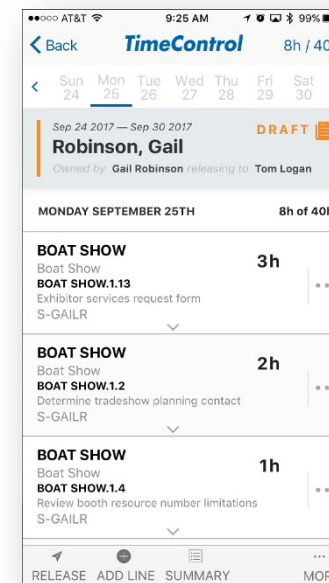 AT&T 9:25 AM 99%
Back TimeControl 8h / 40
Sun Mon Tue Wed Thu Fri Sat
24 25 26 27 28 29 30
Sep 24 2017 — Sep 30 2017
DRAFT
Robinson, Gail
Owned by Gail Robinson releasing to Tom Logan
MONDAY SEPTEMBER 25TH 8h of 40h
BOAT SHOW
3h
Boat Show
BOAT SHOW.1.13
Exhibitor services request form
S-GAILR
BOAT SHOW
2h
Boat Show
BOAT SHOW.1.2
Determine tradeshow planning contact
S-GAILR
BOAT SHOW
1h
Boat Show
BOAT SHOW.1.4
Review booth resource number limitations
S-GAILR
RELEASE ADD LINE SUMMARY MOR